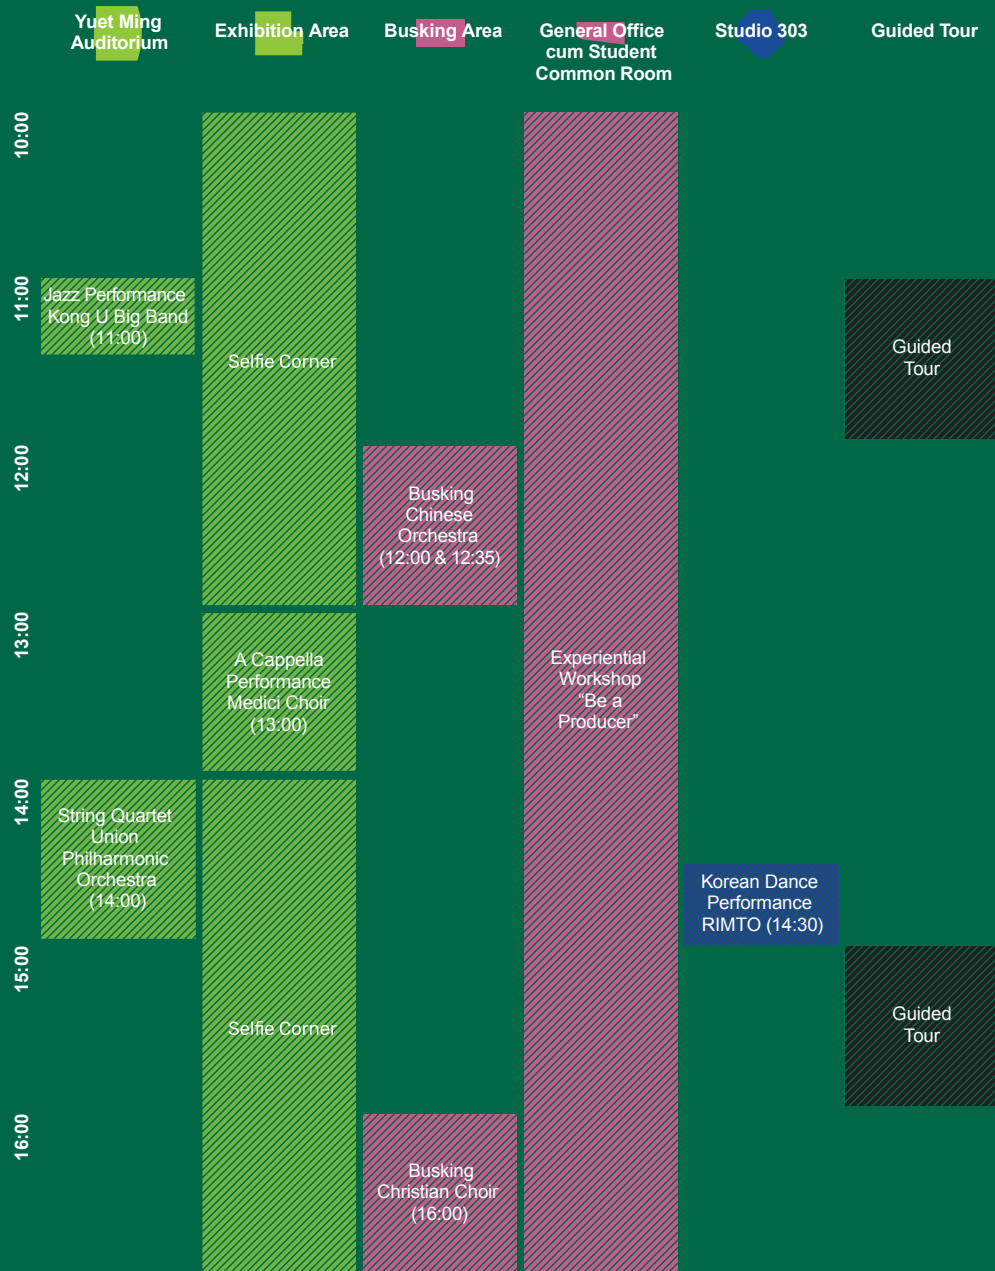 Yuet Ming
Auditorium
Exhibition Area
Busking Area
General Office
cum Student
Common Room
Studio 303
Guided Tour
10:00
11:00
Jazz Performance
Kong U Big Band
(11:00)
Selfie Corner
Guided
Tour
12:00
Busking
Chinese
Orchestra
(12:00 & 12:35)
13:00
A Cappella
Performance
Medici Choir
(13:00)
Experiential
Workshop
“Be a
Producer”
14:00
String Quartet
Union
Philharmonic
Orchestra
(14:00)
Korean Dance
Performance
RIMTO (14:30)
15:00
Selfie Corner
Guided
Tour
16:00
Busking
Christian Choir
(16:00)